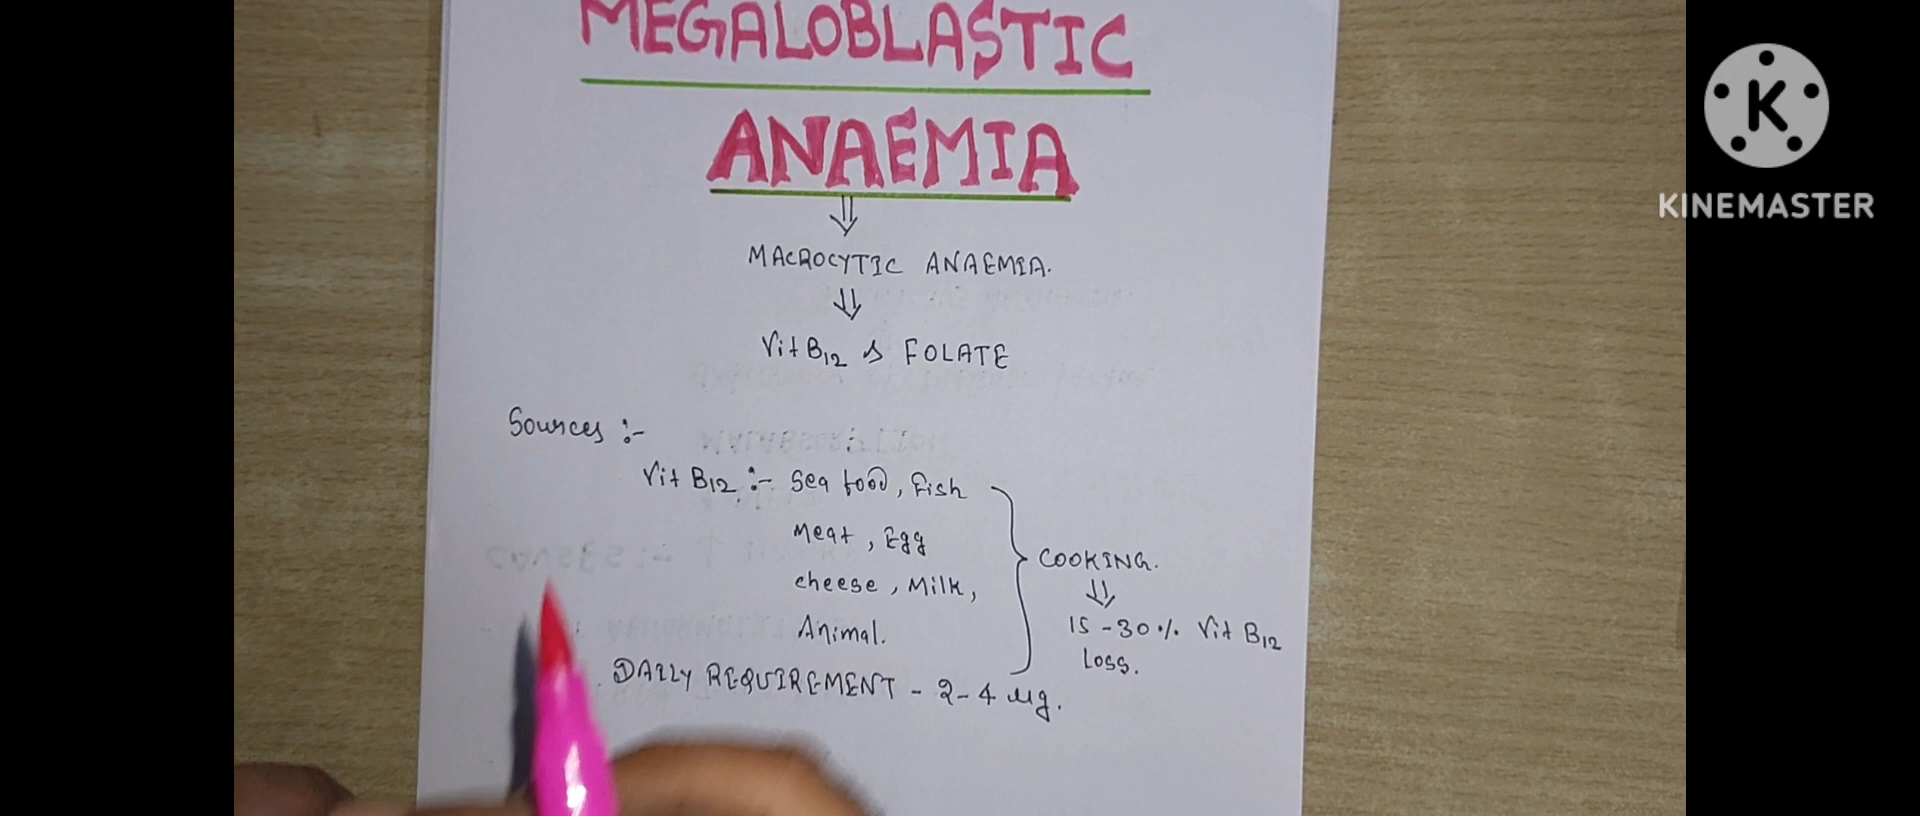 MEGALOBLASTIC
ANAEMIA
⇓
MACROCYTIC ANAEMIA.
⇓
Vit B12 & FOLATE
Sources :-
Vit B12 :- Sea food, Fish
Meat, Egg
cheese, Milk,
Animal.
COOKING.
⇓
15-30% Vit B12
Loss.
DAILY REQUIREMENT - 2-4 ug.
K
KINEMASTER